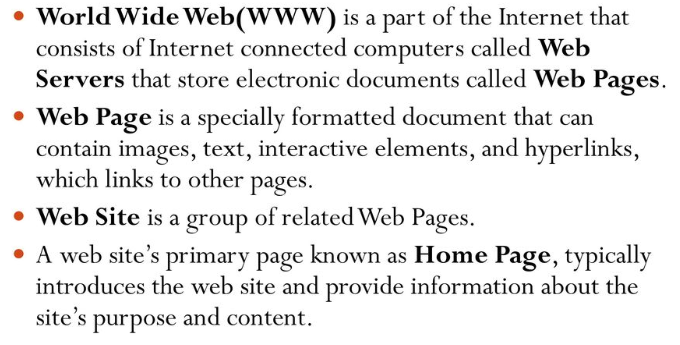 • World Wide Web(WWW) is a part of the Internet that
consists of Internet connected computers called Web
Servers that store electronic documents called Web Pages.
• Web Page is a specially formatted document that can
contain images, text, interactive elements, and hyperlinks,
which links to other pages.
• Web Site is a group of related Web Pages.
• A web site's primary page known as Home Page, typically
introduces the web site and provide information about the
site's purpose and content.